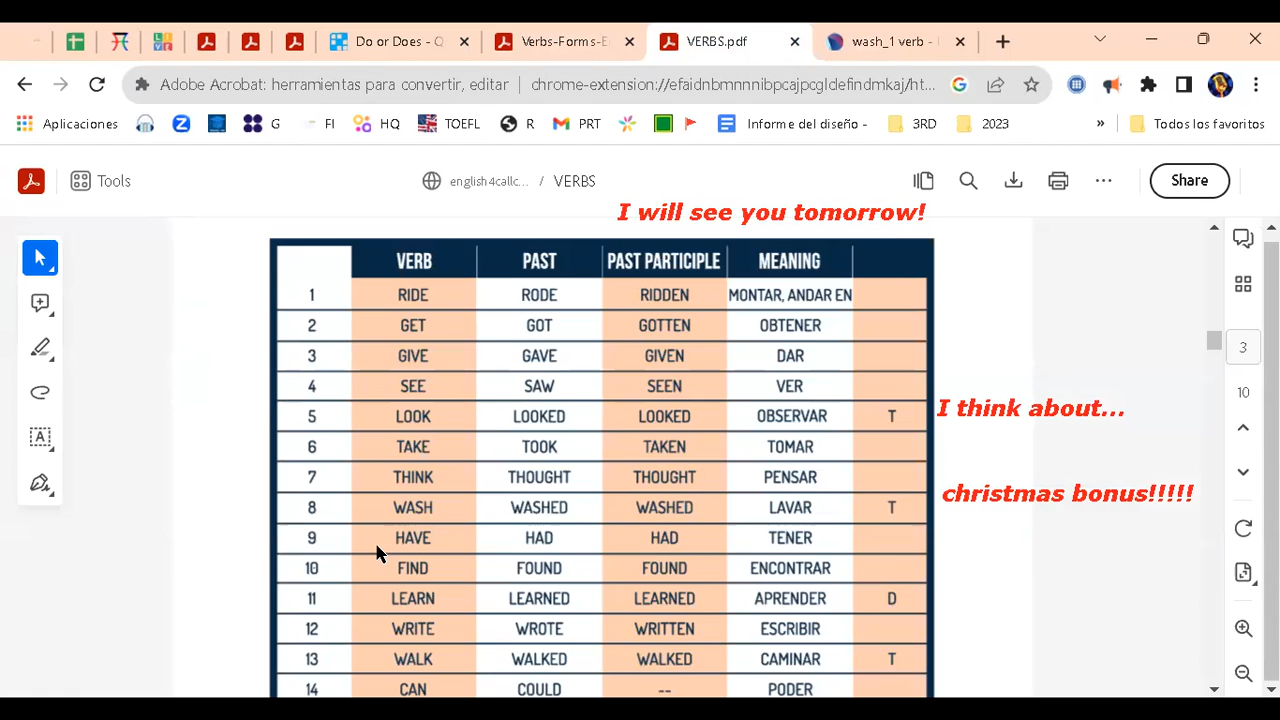 Do or Does - Q
Verbs-Forms-E
VERBS.pdf
wash_1 verb -
Adobe Acrobat: herramientas para convertir, editar
chrome-extension://efaidnbmnnnibpcajpcglclefindmkaj/ht...
Aplicaciones
G
FI
HQ
TOEFL
R
PRT
Informe del diseño -
3RD
2023
»
Todos los favoritos
Tools
english4callc... / VERBS
Share
I will see you tomorrow!
VERB PAST PAST PARTICIPLE MEANING
1 RIDE RODE RIDDEN MONTAR, ANDAR EN
2 GET GOT GOTTEN OBTENER
3 GIVE GAVE GIVEN DAR
4 SEE SAW SEEN VER
5 LOOK LOOKED LOOKED OBSERVAR T
I think about...
6 TAKE TOOK TAKEN TOMAR
7 THINK THOUGHT THOUGHT PENSAR
christmas bonus!!!!!
8 WASH WASHED WASHED LAVAR T
9 HAVE HAD HAD TENER
10 FIND FOUND FOUND ENCONTRAR
11 LEARN LEARNED LEARNED APRENDER D
12 WRITE WROTE WRITTEN ESCRIBIR
13 WALK WALKED WALKED CAMINAR T
14 CAN COULD -- PODER
3
10